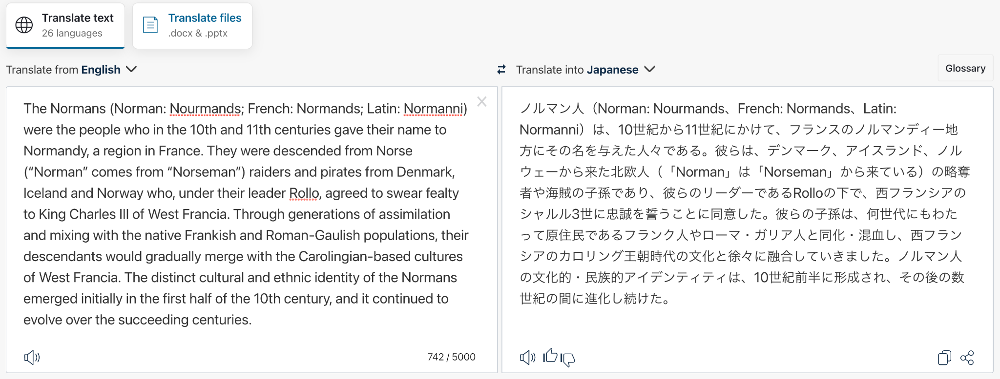 Translate text
26 languages
Translate files
.docx & .pptx
Translate from English
Translate into Japanese
Glossary
The Normans (Norman: Nourmands; French: Normands; Latin: Normanni)
were the people who in the 10th and 11th centuries gave their name to
Normandy, a region in France. They were descended from Norse
(“Norman” comes from “Norseman”) raiders and pirates from Denmark,
Iceland and Norway who, under their leader Rollo, agreed to swear fealty
to King Charles III of West Francia. Through generations of assimilation
and mixing with the native Frankish and Roman-Gaulish populations, their
descendants would gradually merge with the Carolingian-based cultures
of West Francia. The distinct cultural and ethnic identity of the Normans
emerged initially in the first half of the 10th century, and it continued to
evolve over the succeeding centuries.
742 / 5000
ノルマン人（Norman: Nourmands、French: Normands、Latin:
Normanni）は、10世紀から11世紀にかけて、フランスのノルマンディー地
方にその名を与えた人々である。彼らは、デンマーク、アイスランド、ノル
ウェーから来た北欧人（「Norman」は「Norseman」から来ている）の略奪
者や海賊の子孫であり、彼らのリーダーであるRolloの下で、西フランシアの
シャルル3世に忠誠を誓うことに同意した。彼らの子孫は、何世代にもわた
って原住民であるフランク人やローマ・ガリア人と同化・混血し、西フラン
シアのカロリング王朝時代の文化と徐々に融合していきました。ノルマン人
の文化的・民族的アイデンティティは、10世紀前半に形成され、その後の数
世紀の間に進化し続けた。